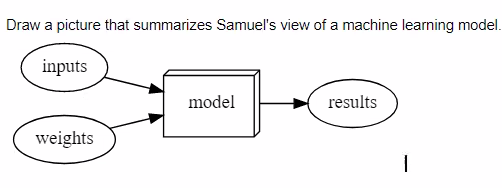 Draw a picture that summarizes Samuel's view of a machine learning model.
inputs
model
results
weights